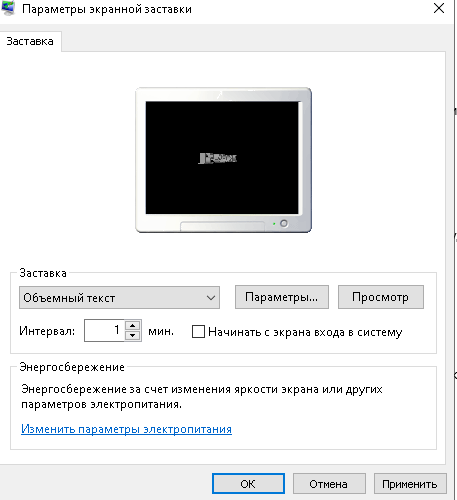 Параметры экранной заставки
Заставка
Заставка
Объемный текст
Параметры...
Просмотр
Интервал:
1
мин.
Начинать с экрана входа в систему
Энергосбережение
Энергосбережение за счет изменения яркости экрана или других
параметров электропитания.
Изменить параметры электропитания
ОК
Отмена
Применить